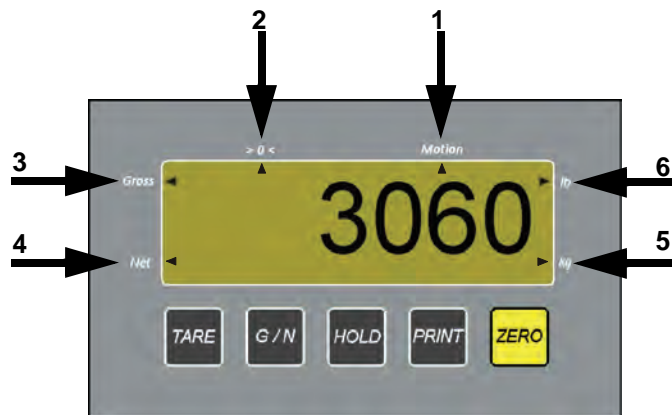 2 1
> 0 < Motion
3 Gross lb 6
3060
4 Net Kg 5
TARE G / N HOLD PRINT ZERO